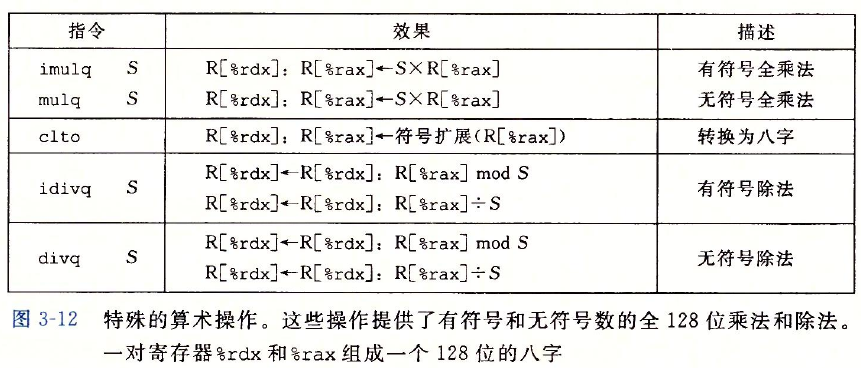 指令 效果 描述
imulq S R[%rdx]：R[%rax]←S×R[%rax] 有符号全乘法
mulq S R[%rdx]：R[%rax]←S×R[%rax] 无符号全乘法
clto R[%rdx]：R[%rax]←符号扩展(R[%rax]) 转换为八字
R[%rdx]←R[%rdx]：R[%rax] mod S
idivq S 有符号除法
R[%rdx]←R[%rdx]：R[%rax]÷S
R[%rdx]←R[%rdx]：R[%rax] mod S
divq S 无符号除法
R[%rdx]←R[%rdx]：R[%rax]÷S
图 3-12 特殊的算术操作。这些操作提供了有符号和无符号数的全 128 位乘法和除法。
一对寄存器%rdx 和%rax 组成一个 128 位的八字